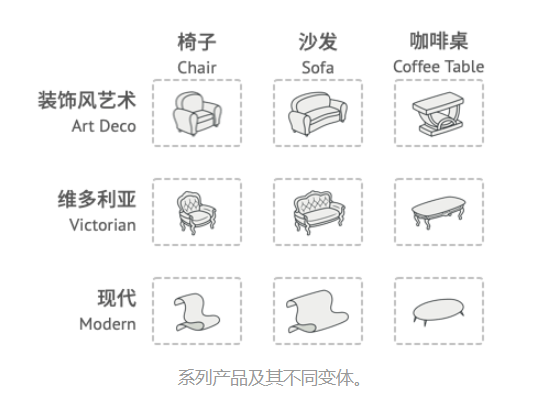 椅子
沙发
咖啡桌
Chair
Sofa
Coffee Table
装饰风艺术
Art Deco
维多利亚
Victorian
现代
Modern
系列产品及其不同变体。